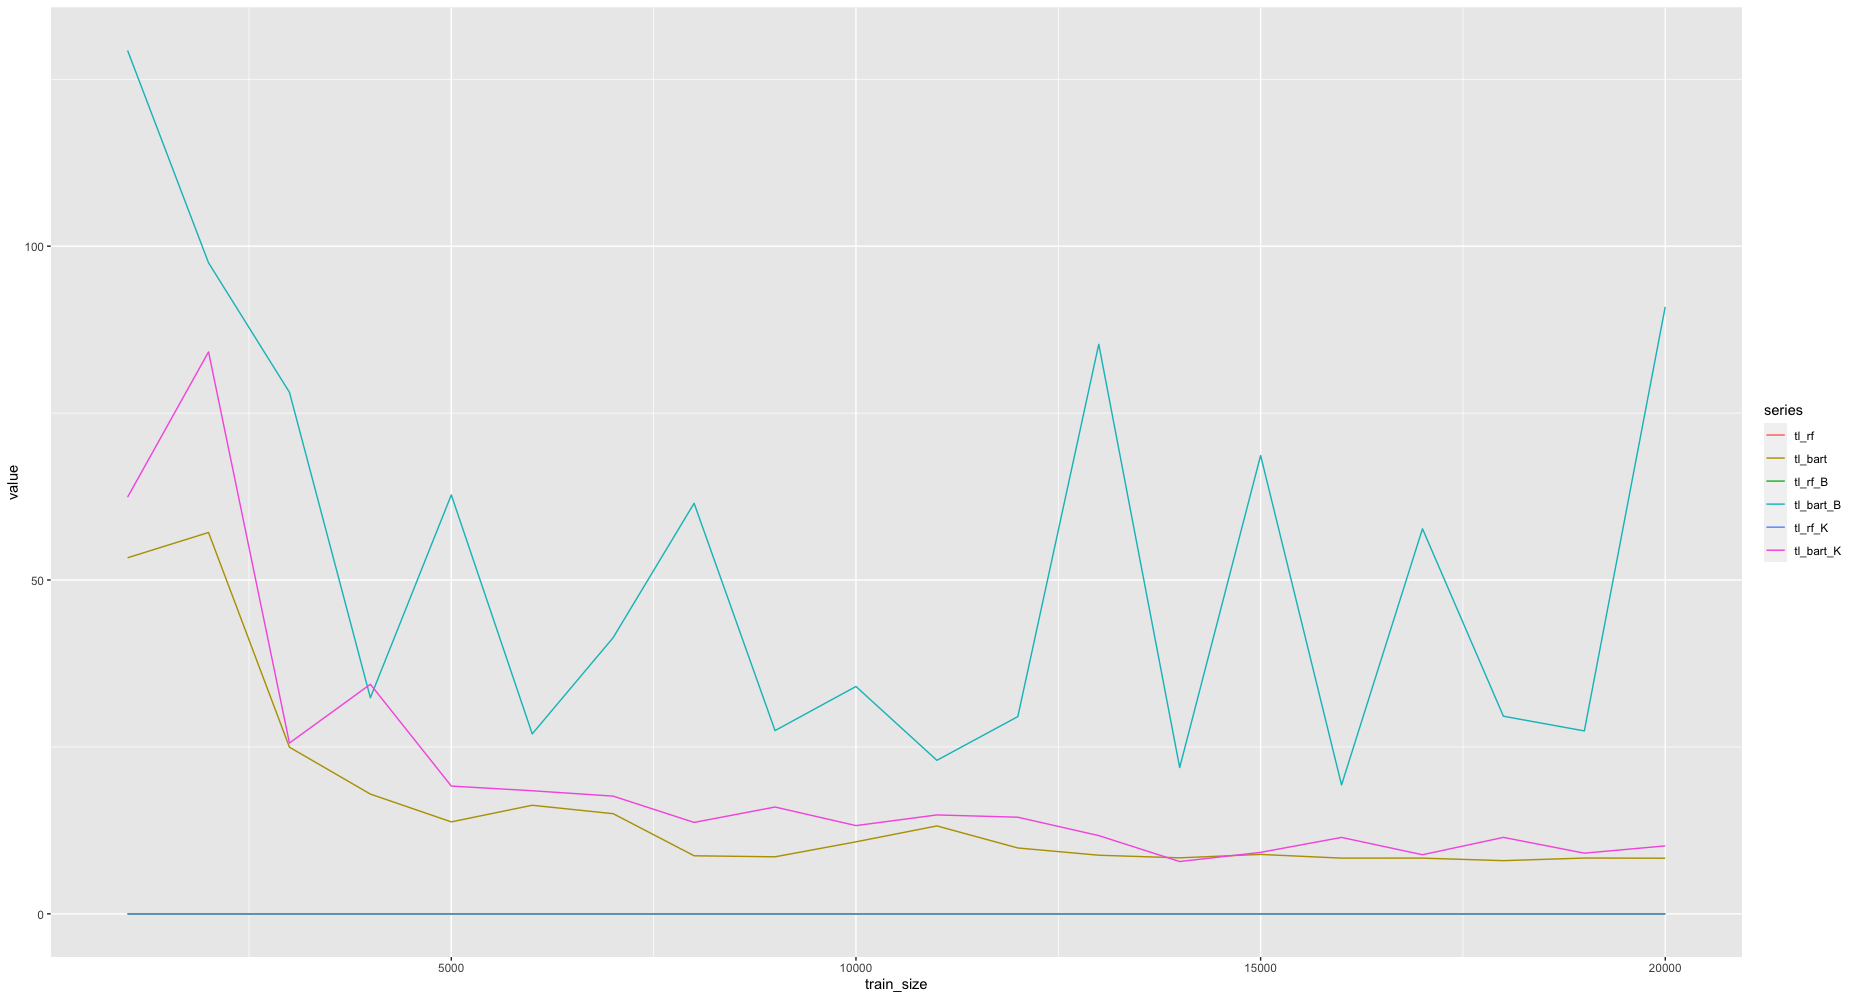 value
100
50
0
5000
10000
15000
20000
train_size
series
tl_rf
tl_bart
tl_rf_B
tl_bart_B
tl_rf_K
tl_bart_K